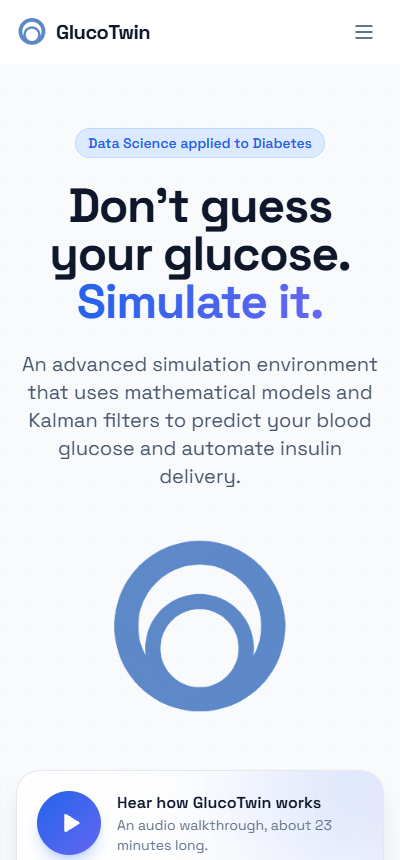 GlucoTwin
Data Science applied to Diabetes
Don't guess
your glucose.
Simulate it.
An advanced simulation environment
that uses mathematical models and
Kalman filters to predict your blood
glucose and automate insulin
delivery.
Hear how GlucoTwin works
An audio walkthrough, about 23
minutes long.